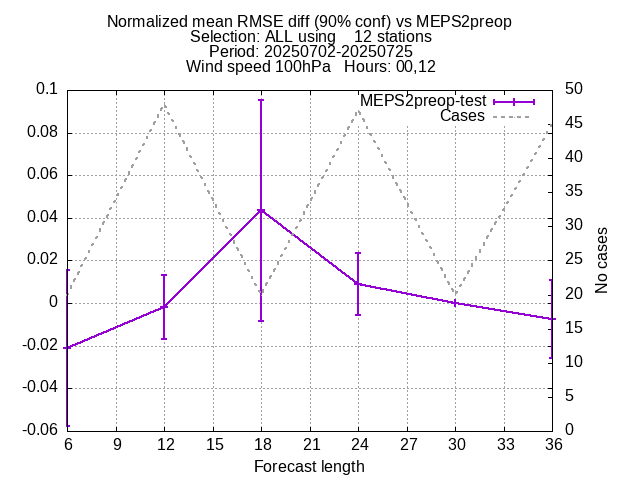 Normalized mean RMSE diff (90% conf) vs MEPS2preop
Selection: ALL using    12 stations
Period: 20250702-20250725
Wind speed 100hPa   Hours: 00,12
MEPS2preop-test
Cases
0.1
0.08
0.06
0.04
0.02
0
-0.02
-0.04
-0.06
50
45
40
35
30
25
20
15
10
5
0
No cases
6 9 12 15 18 21 24 27 30 33 36
Forecast length